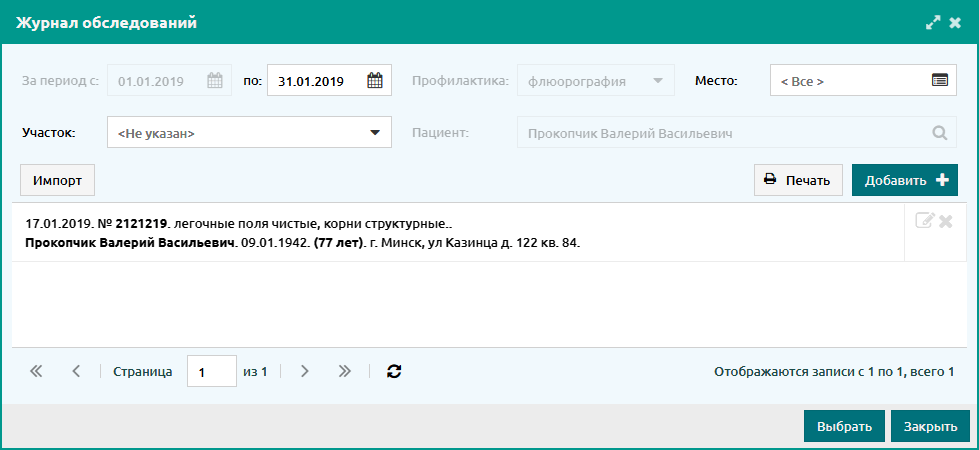 Журнал обследований
За период с: 01.01.2019 по: 31.01.2019 Профилактика: флюорография Место: < Все >
Участок: <Не указан> Пациент: Прокопчик Валерий Васильевич
Импорт Печать Добавить
17.01.2019. № 2121219. легочные поля чистые, корни структурные..
Прокопчик Валерий Васильевич. 09.01.1942. (77 лет). г. Минск, ул Казинца д. 122 кв. 84.
Страница 1 из 1 Отображаются записи с 1 по 1, всего 1
Выбрать Закрыть